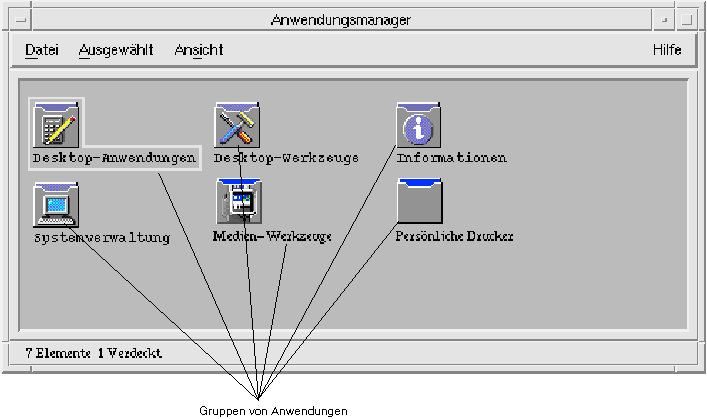 Anwendungsmanager
Datei Ausgewählt Ansicht Hilfe
Desktop-Anwendungen Desktop-Werkzeuge Informationen
Systemverwaltung Medien-Werkzeuge Persönliche Drucker
7 Elemente 1 Verdeckt
Gruppen von Anwendungen